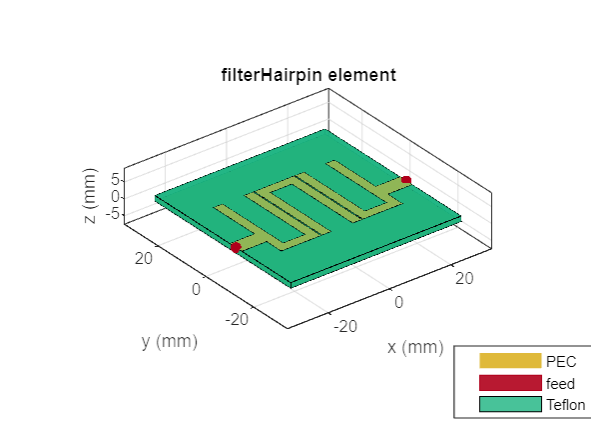 filterHairpin element
z (mm)
5
0
-5
20
0
-20
y (mm)
20
0
-20
x (mm)
PEC
feed
Teflon